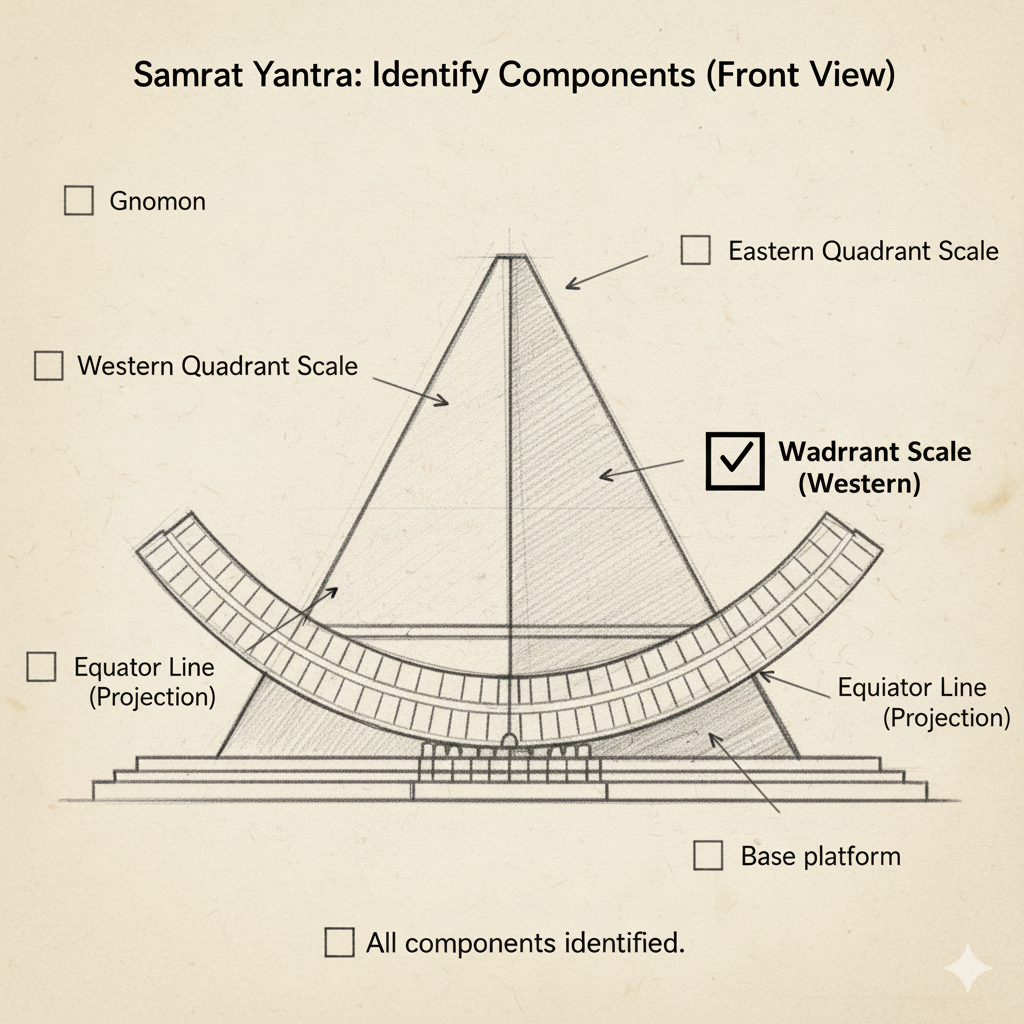 Samrat Yantra: Identify Components (Front View)
Gnomon
Eastern Quadrant Scale
Western Quadrant Scale
Wadrrant Scale
(Western)
Equator Line
(Projection)
Equiator Line
(Projection)
Base platform
All components identified.